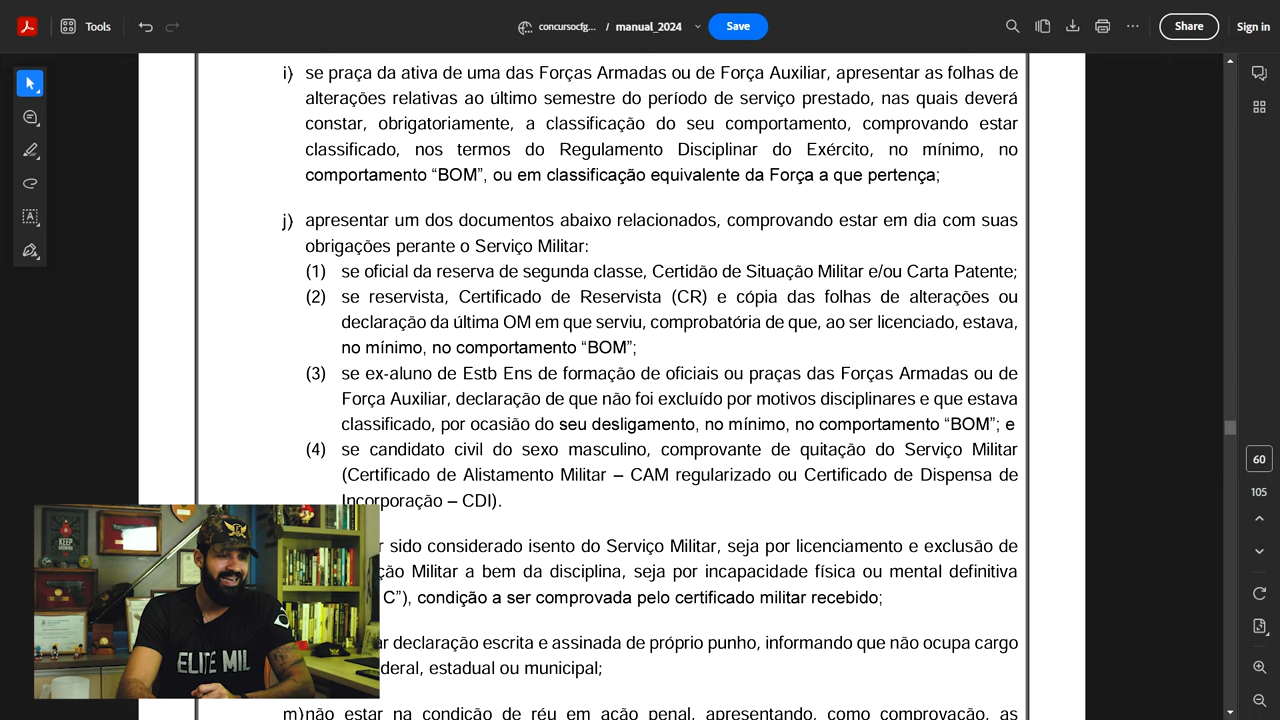 Tools
concursocfg... / manual_2024
Save
Share
Sign in
i) se praça da ativa de uma das Forças Armadas ou de Força Auxiliar, apresentar as folhas de
alterações relativas ao último semestre do período de serviço prestado, nas quais deverá
constar, obrigatoriamente, a classificação do seu comportamento, comprovando estar
classificado, nos termos do Regulamento Disciplinar do Exército, no mínimo, no
comportamento “BOM”, ou em classificação equivalente da Força a que pertença;
j) apresentar um dos documentos abaixo relacionados, comprovando estar em dia com suas
obrigações perante o Serviço Militar:
(1) se oficial da reserva de segunda classe, Certidão de Situação Militar e/ou Carta Patente;
(2) se reservista, Certificado de Reservista (CR) e cópia das folhas de alterações ou
declaração da última OM em que serviu, comprobatória de que, ao ser licenciado, estava,
no mínimo, no comportamento “BOM”;
(3) se ex-aluno de Estb Ens de formação de oficiais ou praças das Forças Armadas ou de
Força Auxiliar, declaração de que não foi excluído por motivos disciplinares e que estava
classificado, por ocasião do seu desligamento, no mínimo, no comportamento “BOM”; e
(4) se candidato civil do sexo masculino, comprovante de quitação do Serviço Militar
(Certificado de Alistamento Militar – CAM regularizado ou Certificado de Dispensa de
Incorporação – CDI).
r sido considerado isento do Serviço Militar, seja por licenciamento e exclusão de
ção Militar a bem da disciplina, seja por incapacidade física ou mental definitiva
C”), condição a ser comprovada pelo certificado militar recebido;
ar declaração escrita e assinada de próprio punho, informando que não ocupa cargo
deral, estadual ou municipal;
m)não estar na condição de réu em ação penal, apresentando, como comprovação, as
60
105
KEEP
ELITE MIL